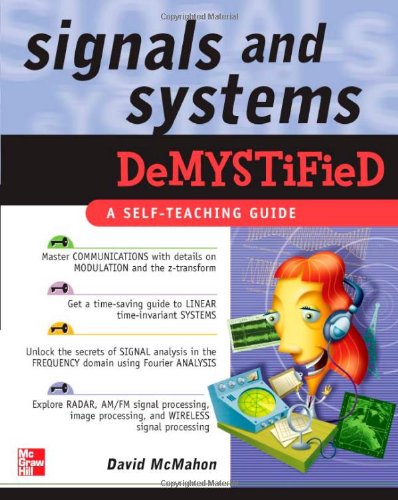 signals and
systems
DeMYSTiFieD
A SELF-TEACHING GUIDE
Master COMMUNICATIONS with details on
MODULATION and the z-transform
Get a time-saving guide to LINEAR
time-invariant SYSTEMS
Unlock the secrets of SIGNAL analysis in the
FREQUENCY domain using Fourier ANALYSIS
Explore RADAR, AM/FM signal processing,
image processing, and WIRELESS
signal processing
Mc
Graw
Hill
David McMahon